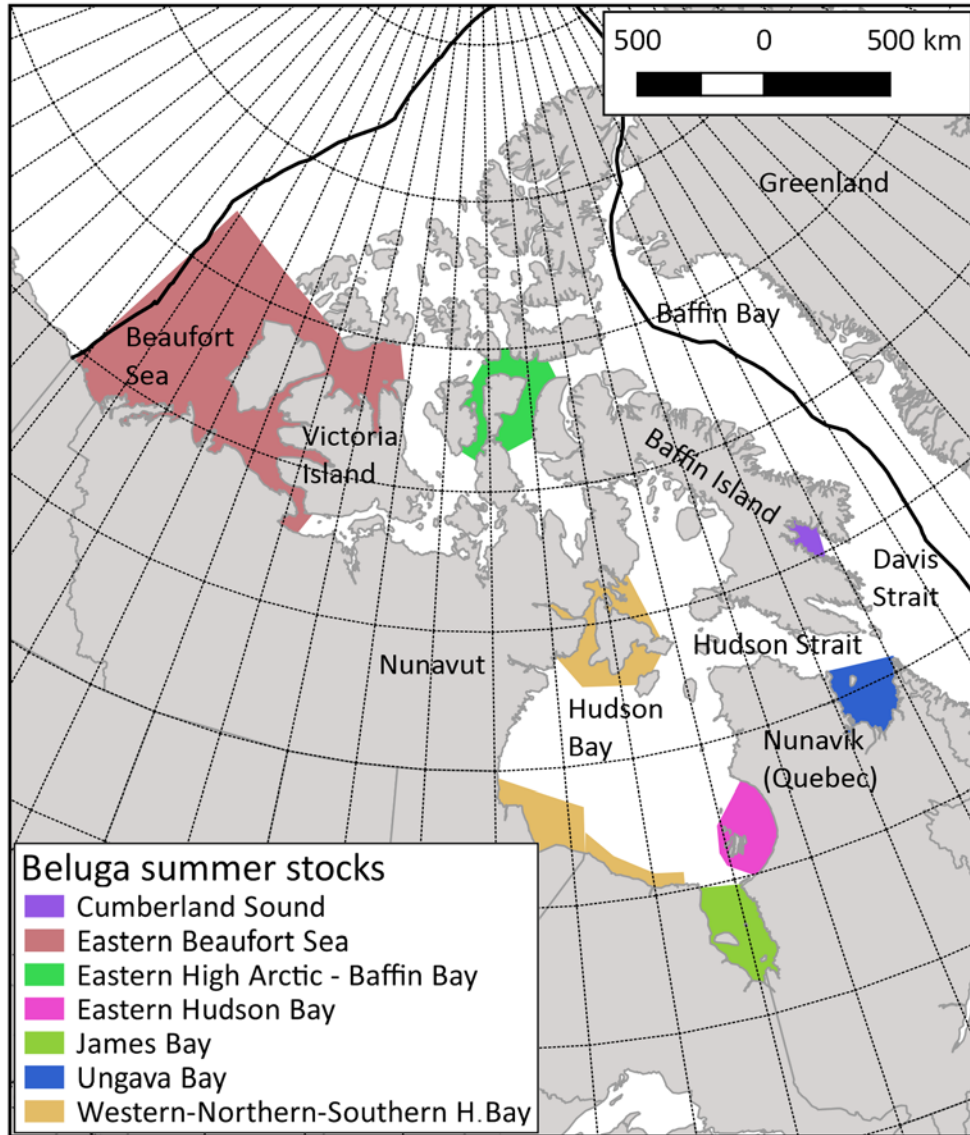 500 0 500 km
Greenland
Baffin Bay
Beaufort
Sea
Victoria
Island
Baffin Island
Davis
Strait
Hudson Strait
Nunavut
Hudson
Bay
Nunavik
(Quebec)
Beluga summer stocks
Cumberland Sound
Eastern Beaufort Sea
Eastern High Arctic - Baffin Bay
Eastern Hudson Bay
James Bay
Ungava Bay
Western-Northern-Southern H.Bay